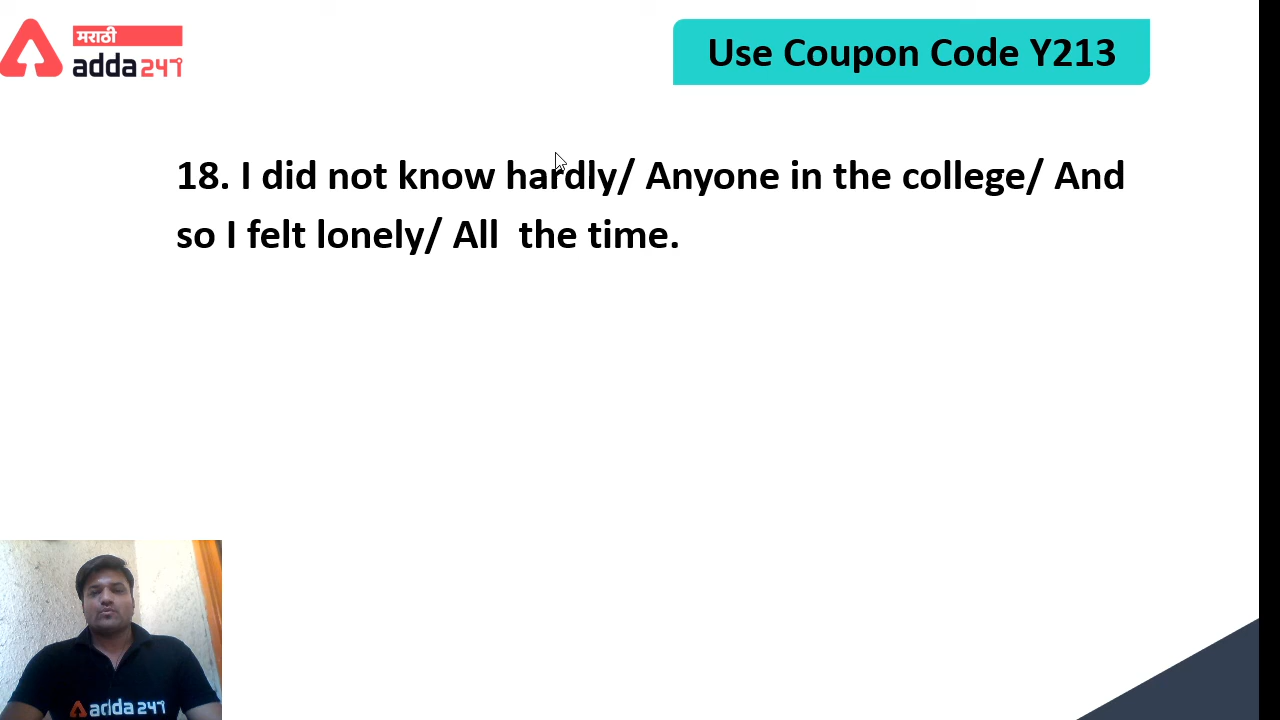 मराठी
adda247
Use Coupon Code Y213
18. I did not know hardly/ Anyone in the college/ And
so I felt lonely/ All  the time.
adda247